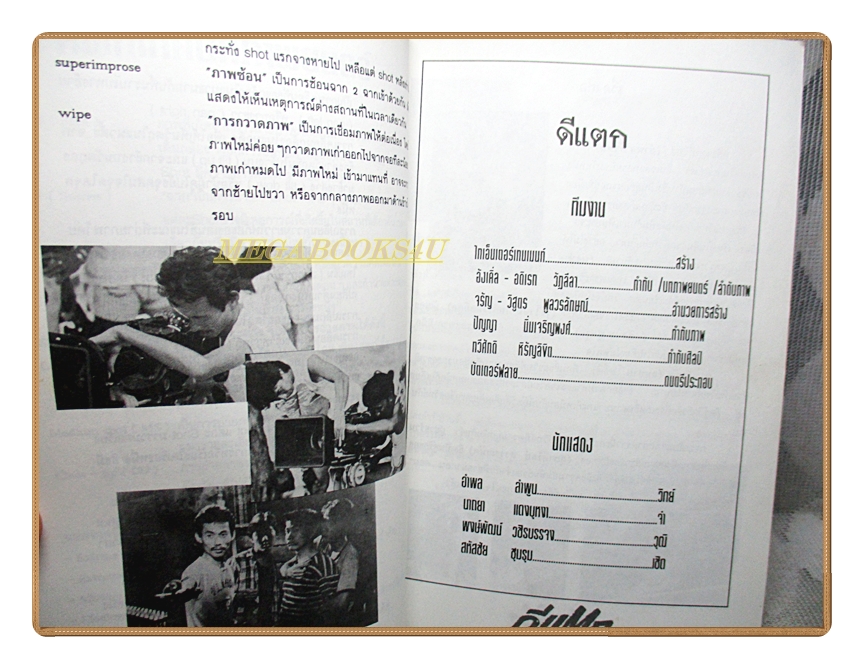 superimprose
กระทั่ง shot แรกจางหายไป เหลือแต่ shot
"ภาพซ้อน" เป็นการซ้อนฉาก 2 ฉากเข้าด้วยกัน
แสดงให้เห็นเหตุการณ์ต่างสถานที่ในเวลาเดียวกัน
wipe
"การกวาดภาพ" เป็นการเชื่อมภาพให้ต่อเนื่อง
ภาพใหม่ค่อยๆกวาดภาพเก่าออกไปจากจอทีละน้อย
ภาพเก่าหมดไป มีภาพใหม่ เข้ามาแทนที่
จากซ้ายไปขวา หรือจากกลางภาพออกมาด้านข้าง
รอบ
MEGABOOKS4U
ดีแตก
ทีมงาน
ไทเอ็นเตอร์เทนเมนท์........................................สร้าง
อังเคิ่ล - อดิเรก วัฏลีลา.................กำกับ /บทภาพยนตร์ /ลำดับภาพ
จรัญ - วิสูตร พูลวรลักษณ์.........................อำนวยการสร้าง
ปัญญา นิ่มเจริญพงศ์...............................กำกับภาพ
ทวีศักดิ์ หิรัญลิขิต...................................กำกับศิลป์
บัตเตอร์ฟลาย.............................................ดนตรีประกอบ
นักแสดง
อำพล ลำพูน.....................................วิทย์
มาตยา แดงบุหงา.................................จ๋า
พงษ์พัฒน์ วชิรบรรจง..............................วุฒิ
สหัสชัย ชุมรุม....................................เชิด